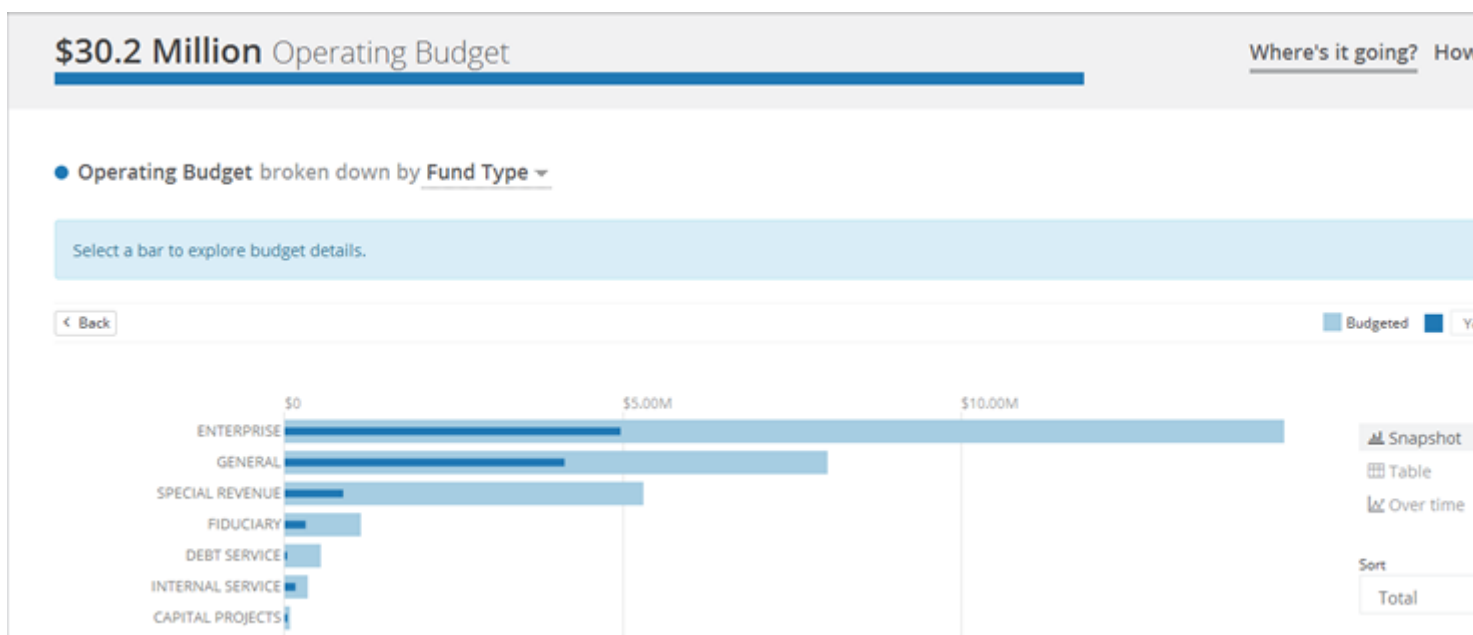 $30.2 Million Operating Budget
Where's it going? How
Operating Budget broken down by Fund Type
Select a bar to explore budget details.
< Back
Budgeted
$0 $5.00M $10.00M
ENTERPRISE
GENERAL
SPECIAL REVENUE
FIDUCIARY
DEBT SERVICE
INTERNAL SERVICE
CAPITAL PROJECTS
Snapshot
Table
Over time
Sort
Total